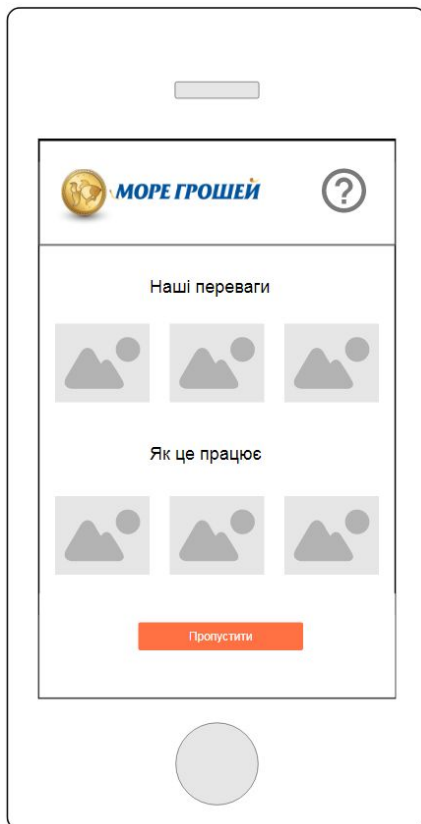 МОРЕ ГРОШЕЙ
?
Наші переваги
Як це працює
Пропустити